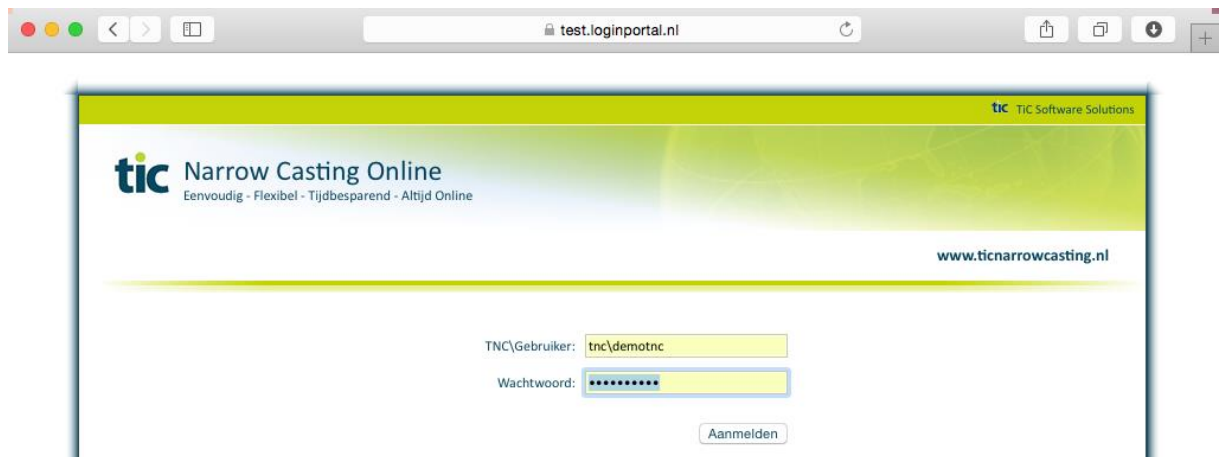 test.loginportal.nl
tic TiC Software Solutions
tic Narrow Casting Online
Eenvoudig - Flexibel - Tijdbesparend - Altijd Online
www.ticnarrowcasting.nl
TNC\Gebruiker: tnc\demotnc
Wachtwoord: ••••••••••
Aanmelden